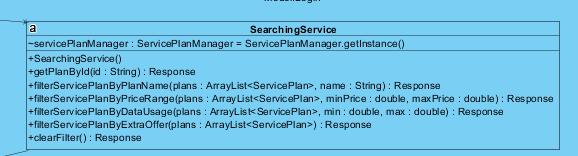 a
SearchingService
~servicePlanManager : ServicePlanManager = ServicePlanManager.getInstance()
+SearchingService()
+getPlanById(id : String) : Response
+filterServicePlanByPlanName(plans : ArrayList<ServicePlan>, name : String) : Response
+filterServicePlanByPriceRange(plans : ArrayList<ServicePlan>, minPrice : double, maxPrice : double) : Response
+filterServicePlanByDataUsage(plans : ArrayList<ServicePlan>, min : double, max : double) : Response
+filterServicePlanByExtraOffer(plans : ArrayList<ServicePlan>) : Response
+clearFilter() : Response